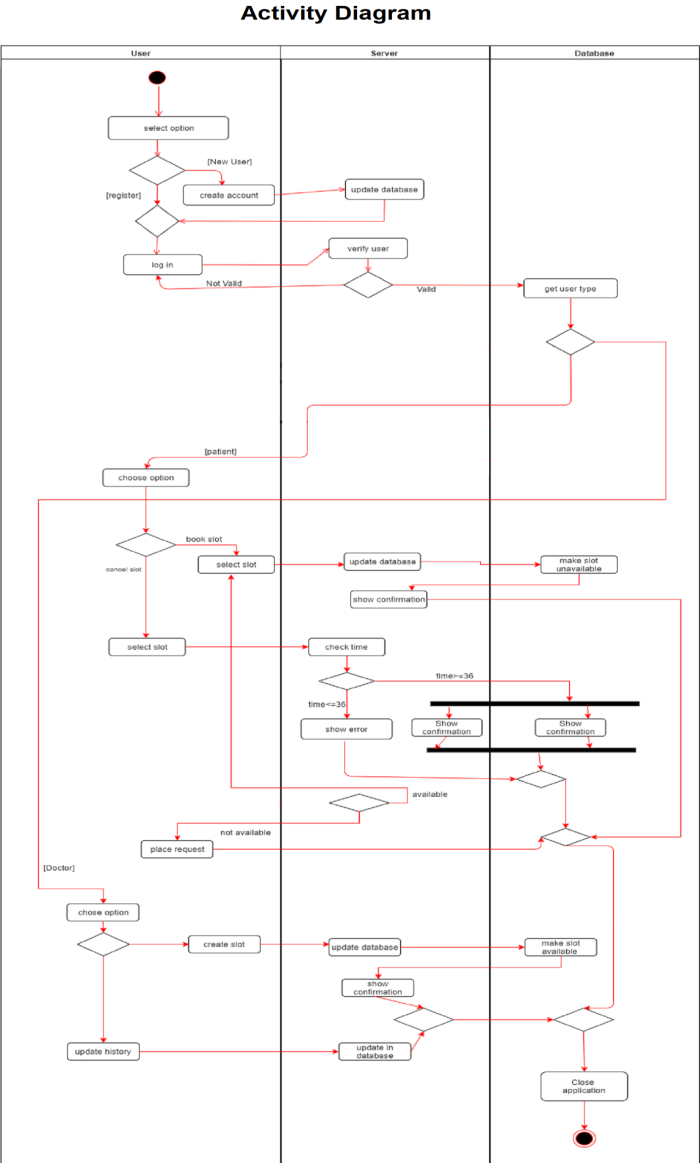 Activity Diagram
User
Server
Database
select option
[New User]
create account
update database
[register]
log in
verify user
Not Valid
Valid
get user type
[patient]
choose option
book slot
cancel slot
select slot
update database
make slot
unavailable
show confirmation
select slot
check time
time>=36
time<=36
show error
Show
confirmation
Show
confirmation
available
not available
place request
[Doctor]
chose option
create slot
update database
make slot
available
show
confirmation
update history
update in
database
Close
application